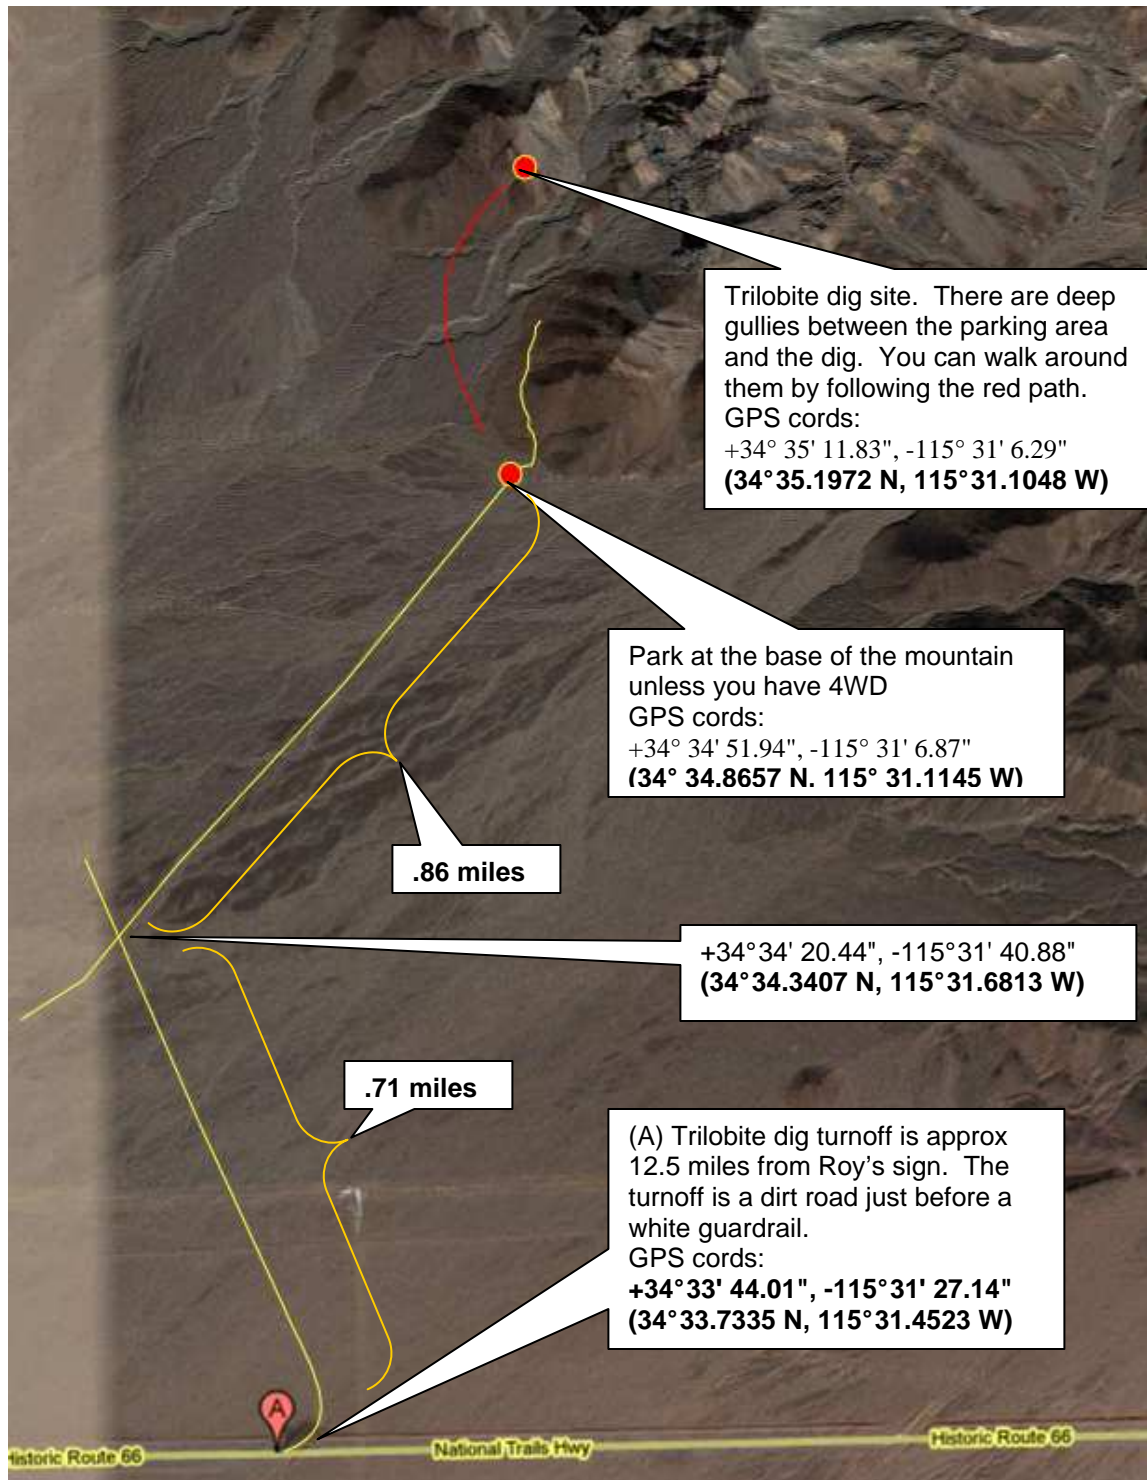 Trilobite dig site.  There are deep
gullies between the parking area
and the dig.  You can walk around
them by following the red path.
GPS cords:
+34° 35' 11.83", -115° 31' 6.29"
(34°35.1972 N, 115°31.1048 W)
Park at the base of the mountain
unless you have 4WD
GPS cords:
+34° 34' 51.94", -115° 31' 6.87"
(34° 34.8657 N. 115° 31.1145 W)
.86 miles
+34°34' 20.44", -115°31' 40.88"
(34°34.3407 N, 115°31.6813 W)
.71 miles
(A) Trilobite dig turnoff is approx
12.5 miles from Roy’s sign.  The
turnoff is a dirt road just before a
white guardrail.
GPS cords:
+34°33' 44.01", -115°31' 27.14"
(34°33.7335 N, 115°31.4523 W)
A
Historic Route 66
National Trails Hwy
Historic Route 66